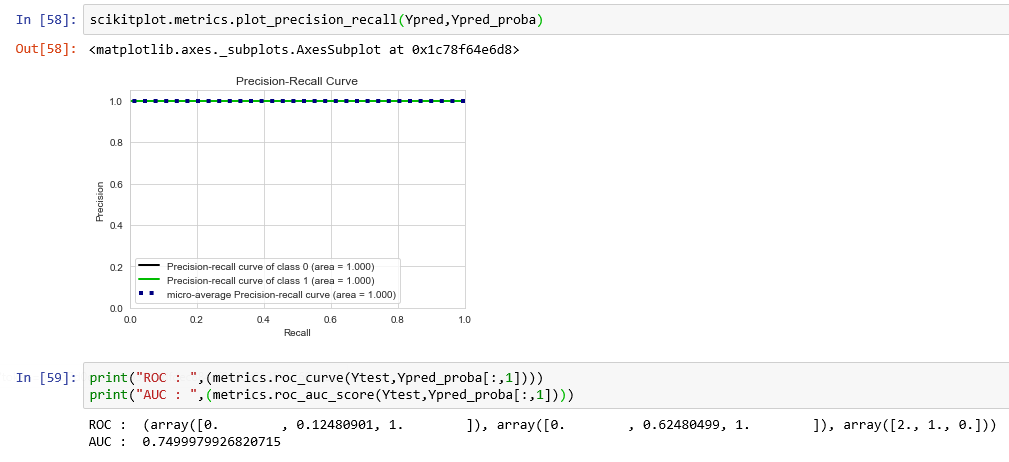 In [58]: scikitplot.metrics.plot_precision_recall(Ypred,Ypred_proba)
Out[58]: <matplotlib.axes._subplots.AxesSubplot at 0x1c78f64e6d8>
Precision-Recall Curve
1.0
0.8
0.6
0.4
0.2
0.0
Precision
Precision-recall curve of class 0 (area = 1.000)
Precision-recall curve of class 1 (area = 1.000)
micro-average Precision-recall curve (area = 1.000)
0.0 0.2 0.4 0.6 0.8 1.0
Recall
In [59]: print("ROC : ",(metrics.roc_curve(Ytest,Ypred_proba[:,1])))
print("AUC : ",(metrics.roc_auc_score(Ytest,Ypred_proba[:,1])))
ROC :  (array([0.        , 0.12480901, 1.        ]), array([0.        , 0.62480499, 1.        ]), array([2., 1., 0.]))
AUC :  0.7499979926820715